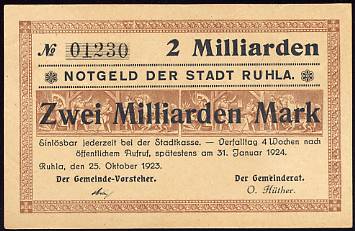 № 01230 2 Milliarden
NOTGELD DER STADT RUHLA.
Zwei Milliarden Mark
Einlösbar jederzeit bei der Stadtkasse. — Verfalltag 4 Wochen nach
öffentlichem Aufruf, spätestens am 31. Januar 1924.
Ruhla, den 25. Oktober 1923.
Der Gemeinde-Vorsteher. Der Gemeinderat.
O. Hüther.